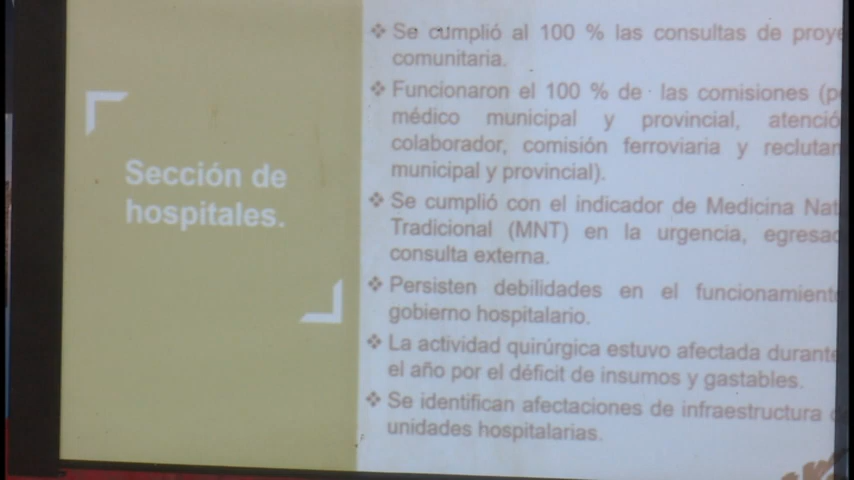 Sección de
hospitales.
❖ Se cumplió al 100 % las consultas de proye
comunitaria.
❖ Funcionaron el 100 % de las comisiones (p
médico municipal y provincial, atenció
colaborador, comisión ferroviaria y reclutam
municipal y provincial).
❖ Se cumplió con el indicador de Medicina Nat
Tradicional (MNT) en la urgencia, egresad
consulta externa.
❖ Persisten debilidades en el funcionamient
gobierno hospitalario.
❖ La actividad quirúrgica estuvo afectada durante
el año por el déficit de insumos y gastables.
❖ Se identifican afectaciones de infraestructura
unidades hospitalarias.